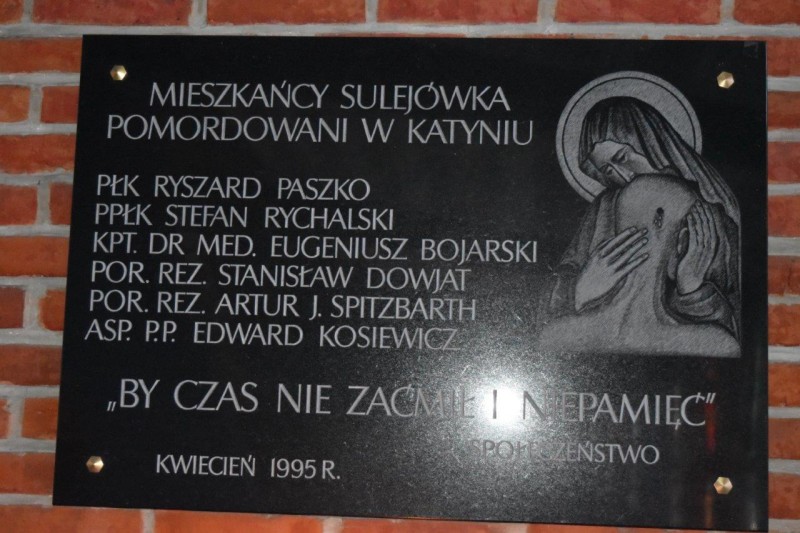 MIESZKAŃCY SULEJÓWKA
POMORDOWANI W KATYNIU
PŁK RYSZARD PASZKO
PPŁK STEFAN RYCHALSKI
KPT. DR MED. EUGENIUSZ BOJARSKI
POR. REZ. STANISŁAW DOWJAT
POR. REZ. ARTUR J. SPITZBARTH
ASP. P.P. EDWARD KOSIEWICZ
„BY CZAS NIE ZAĆMIŁ I NIEPAMIĘĆ"
SPOŁECZEŃSTWO
KWIECIEŃ 1995 R.